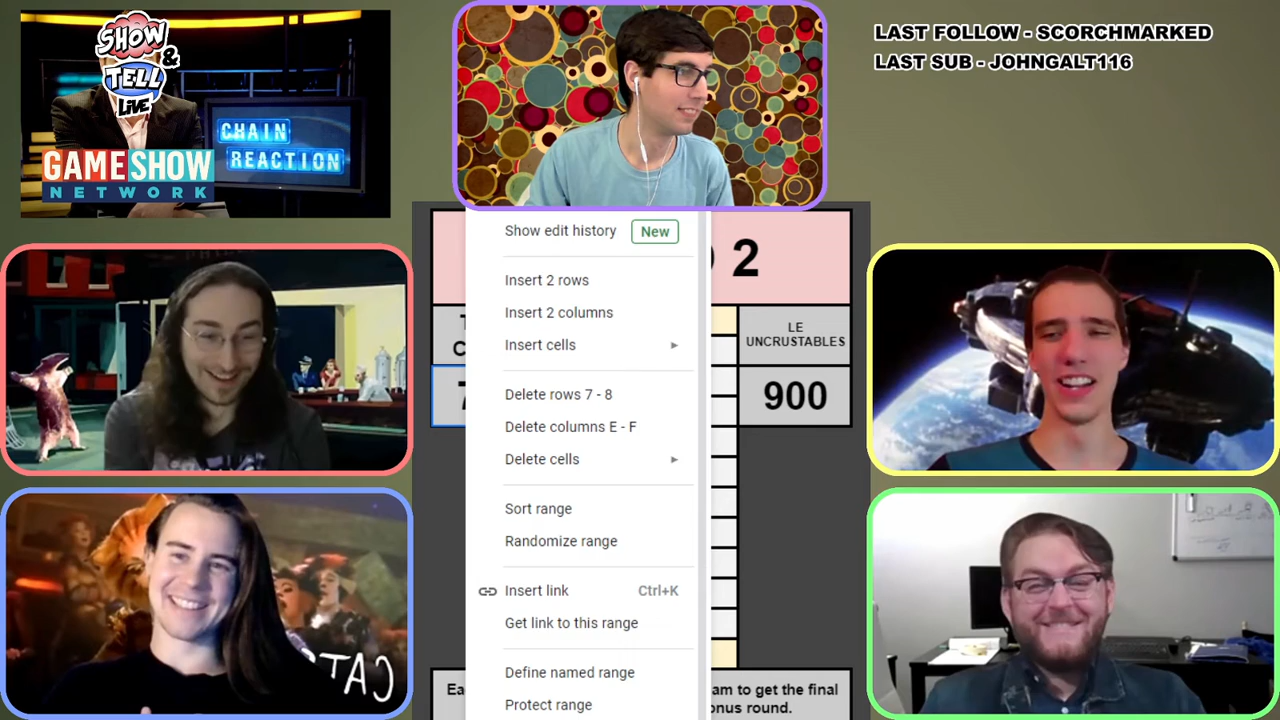 SHOW
&
TELL
LIVE
CHAIN
REACTION
GAME SHOW
NETWORK
LAST FOLLOW - SCORCHMARKED
LAST SUB - JOHNGALT116
Show edit history New
2
Insert 2 rows
Insert 2 columns
Insert cells
LE
UNCRUSTABLES
Delete rows 7 - 8
900
Delete columns E - F
Delete cells
Sort range
Randomize range
Insert link Ctrl+K
Get link to this range
CATS
Define named range
Protect range
am to get the final
onus round.